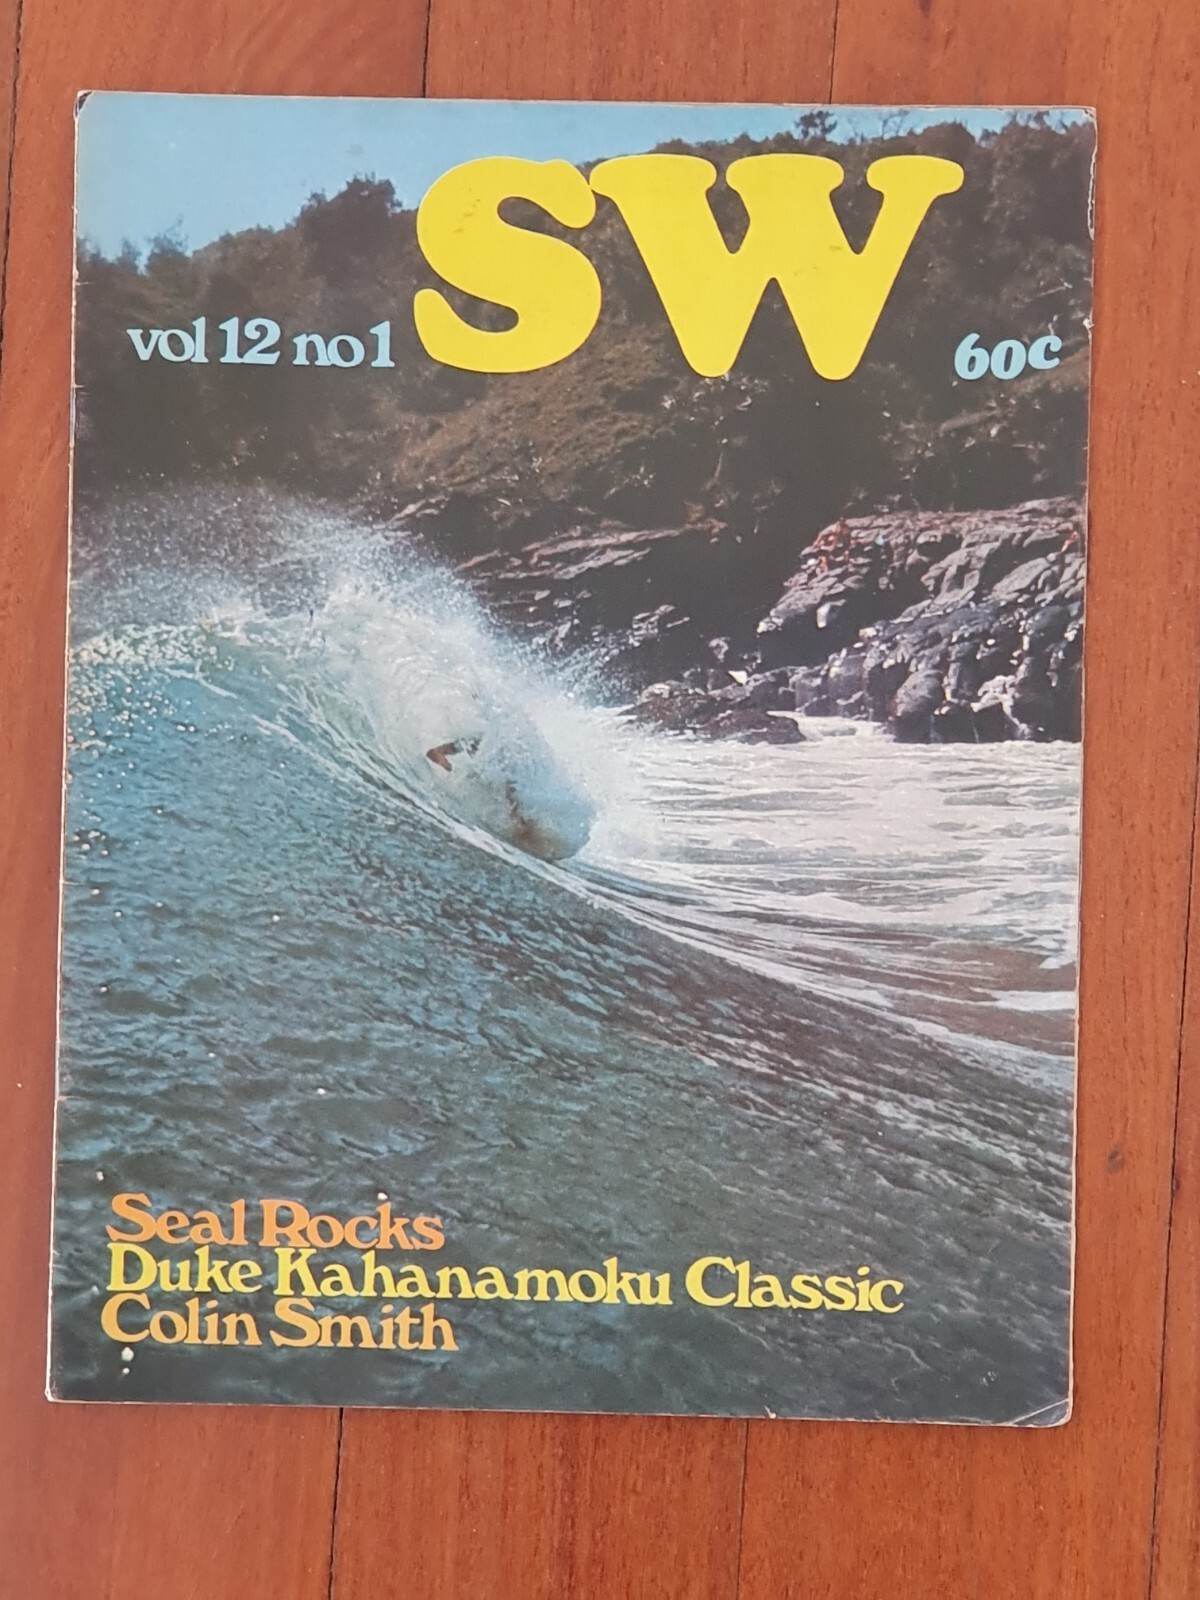 SW
vol 12 no 1
60c
Seal Rocks
Duke Kahanamoku Classic
Colin Smith